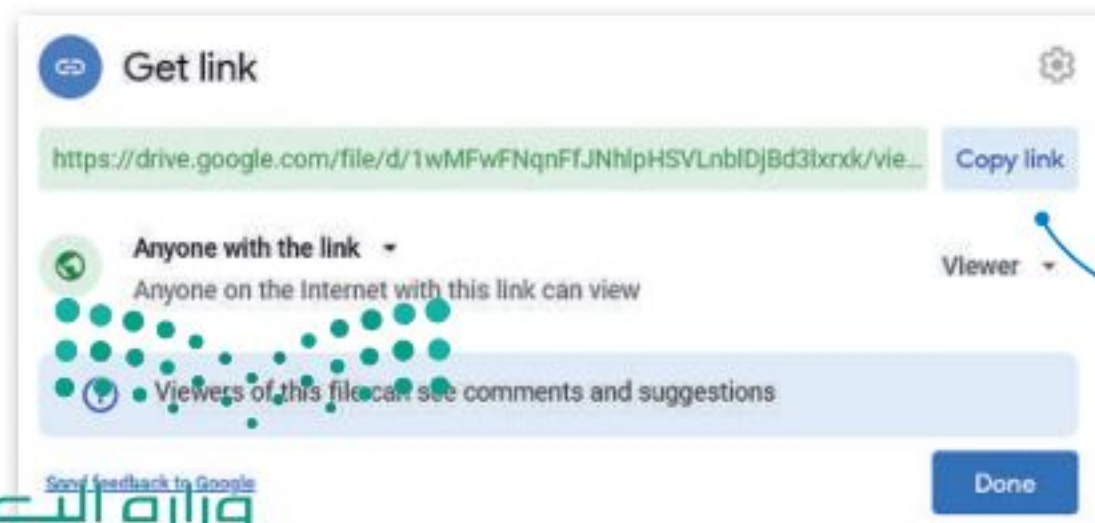 Get link
https://drive.google.com/file/d/1wMFwFNqnFfJNhlpHSVLnblDjBd3lxrxk/vie...
Copy link
Anyone with the link
Anyone on the Internet with this link can view
Viewer
Viewers of this file can see comments and suggestions
Send feedback to Google
Done
وزارة